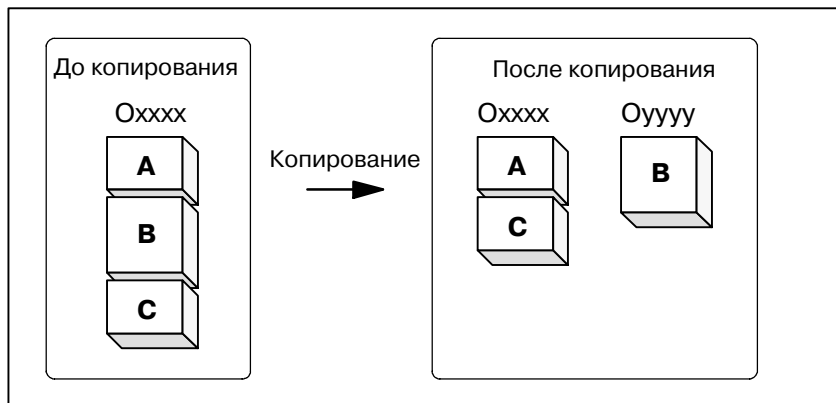 До копирования
Oxxxx
A
B
C
Копирование
После копирования
Oxxxx
Oyyyy
A
B
C